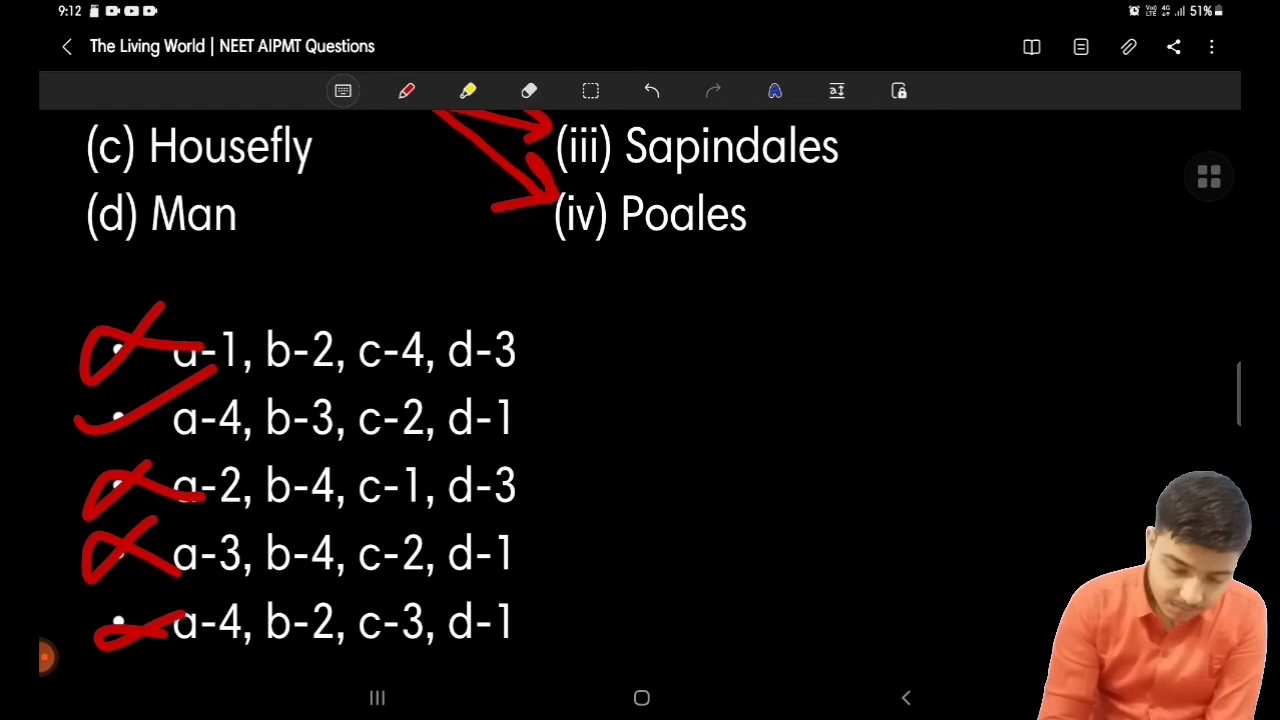 9:12 51%
The Living World | NEET AIPMT Questions
(c) Housefly (iii) Sapindales
(d) Man (iv) Poales
a-1, b-2, c-4, d-3
a-4, b-3, c-2, d-1
a-2, b-4, c-1, d-3
a-3, b-4, c-2, d-1
a-4, b-2, c-3, d-1